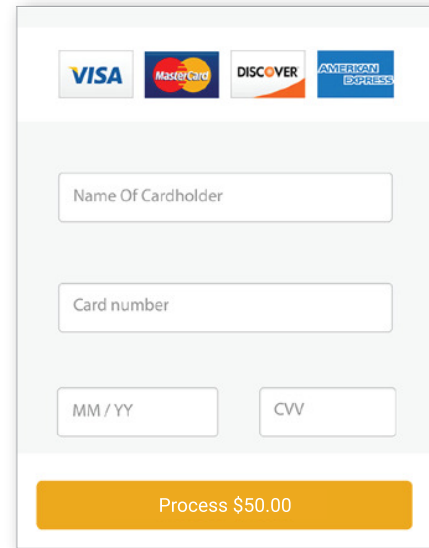 VISA MasterCard DISCOVER AMERICAN
EXPRESS
Name Of Cardholder
Card number
MM / YY CVV
Process $50.00